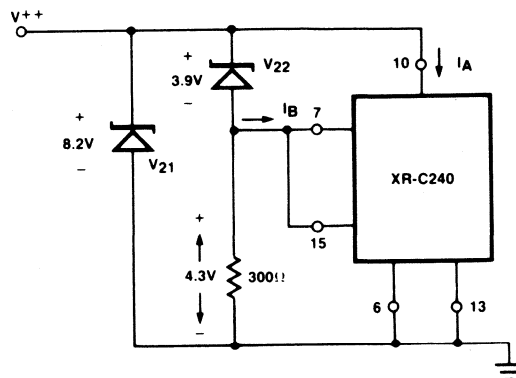 V++
+
3.9V
−
V22
10
IA
IB
7
+
8.2V
−
V21
XR-C240
15
+
4.3V
−
300Ω
6
13